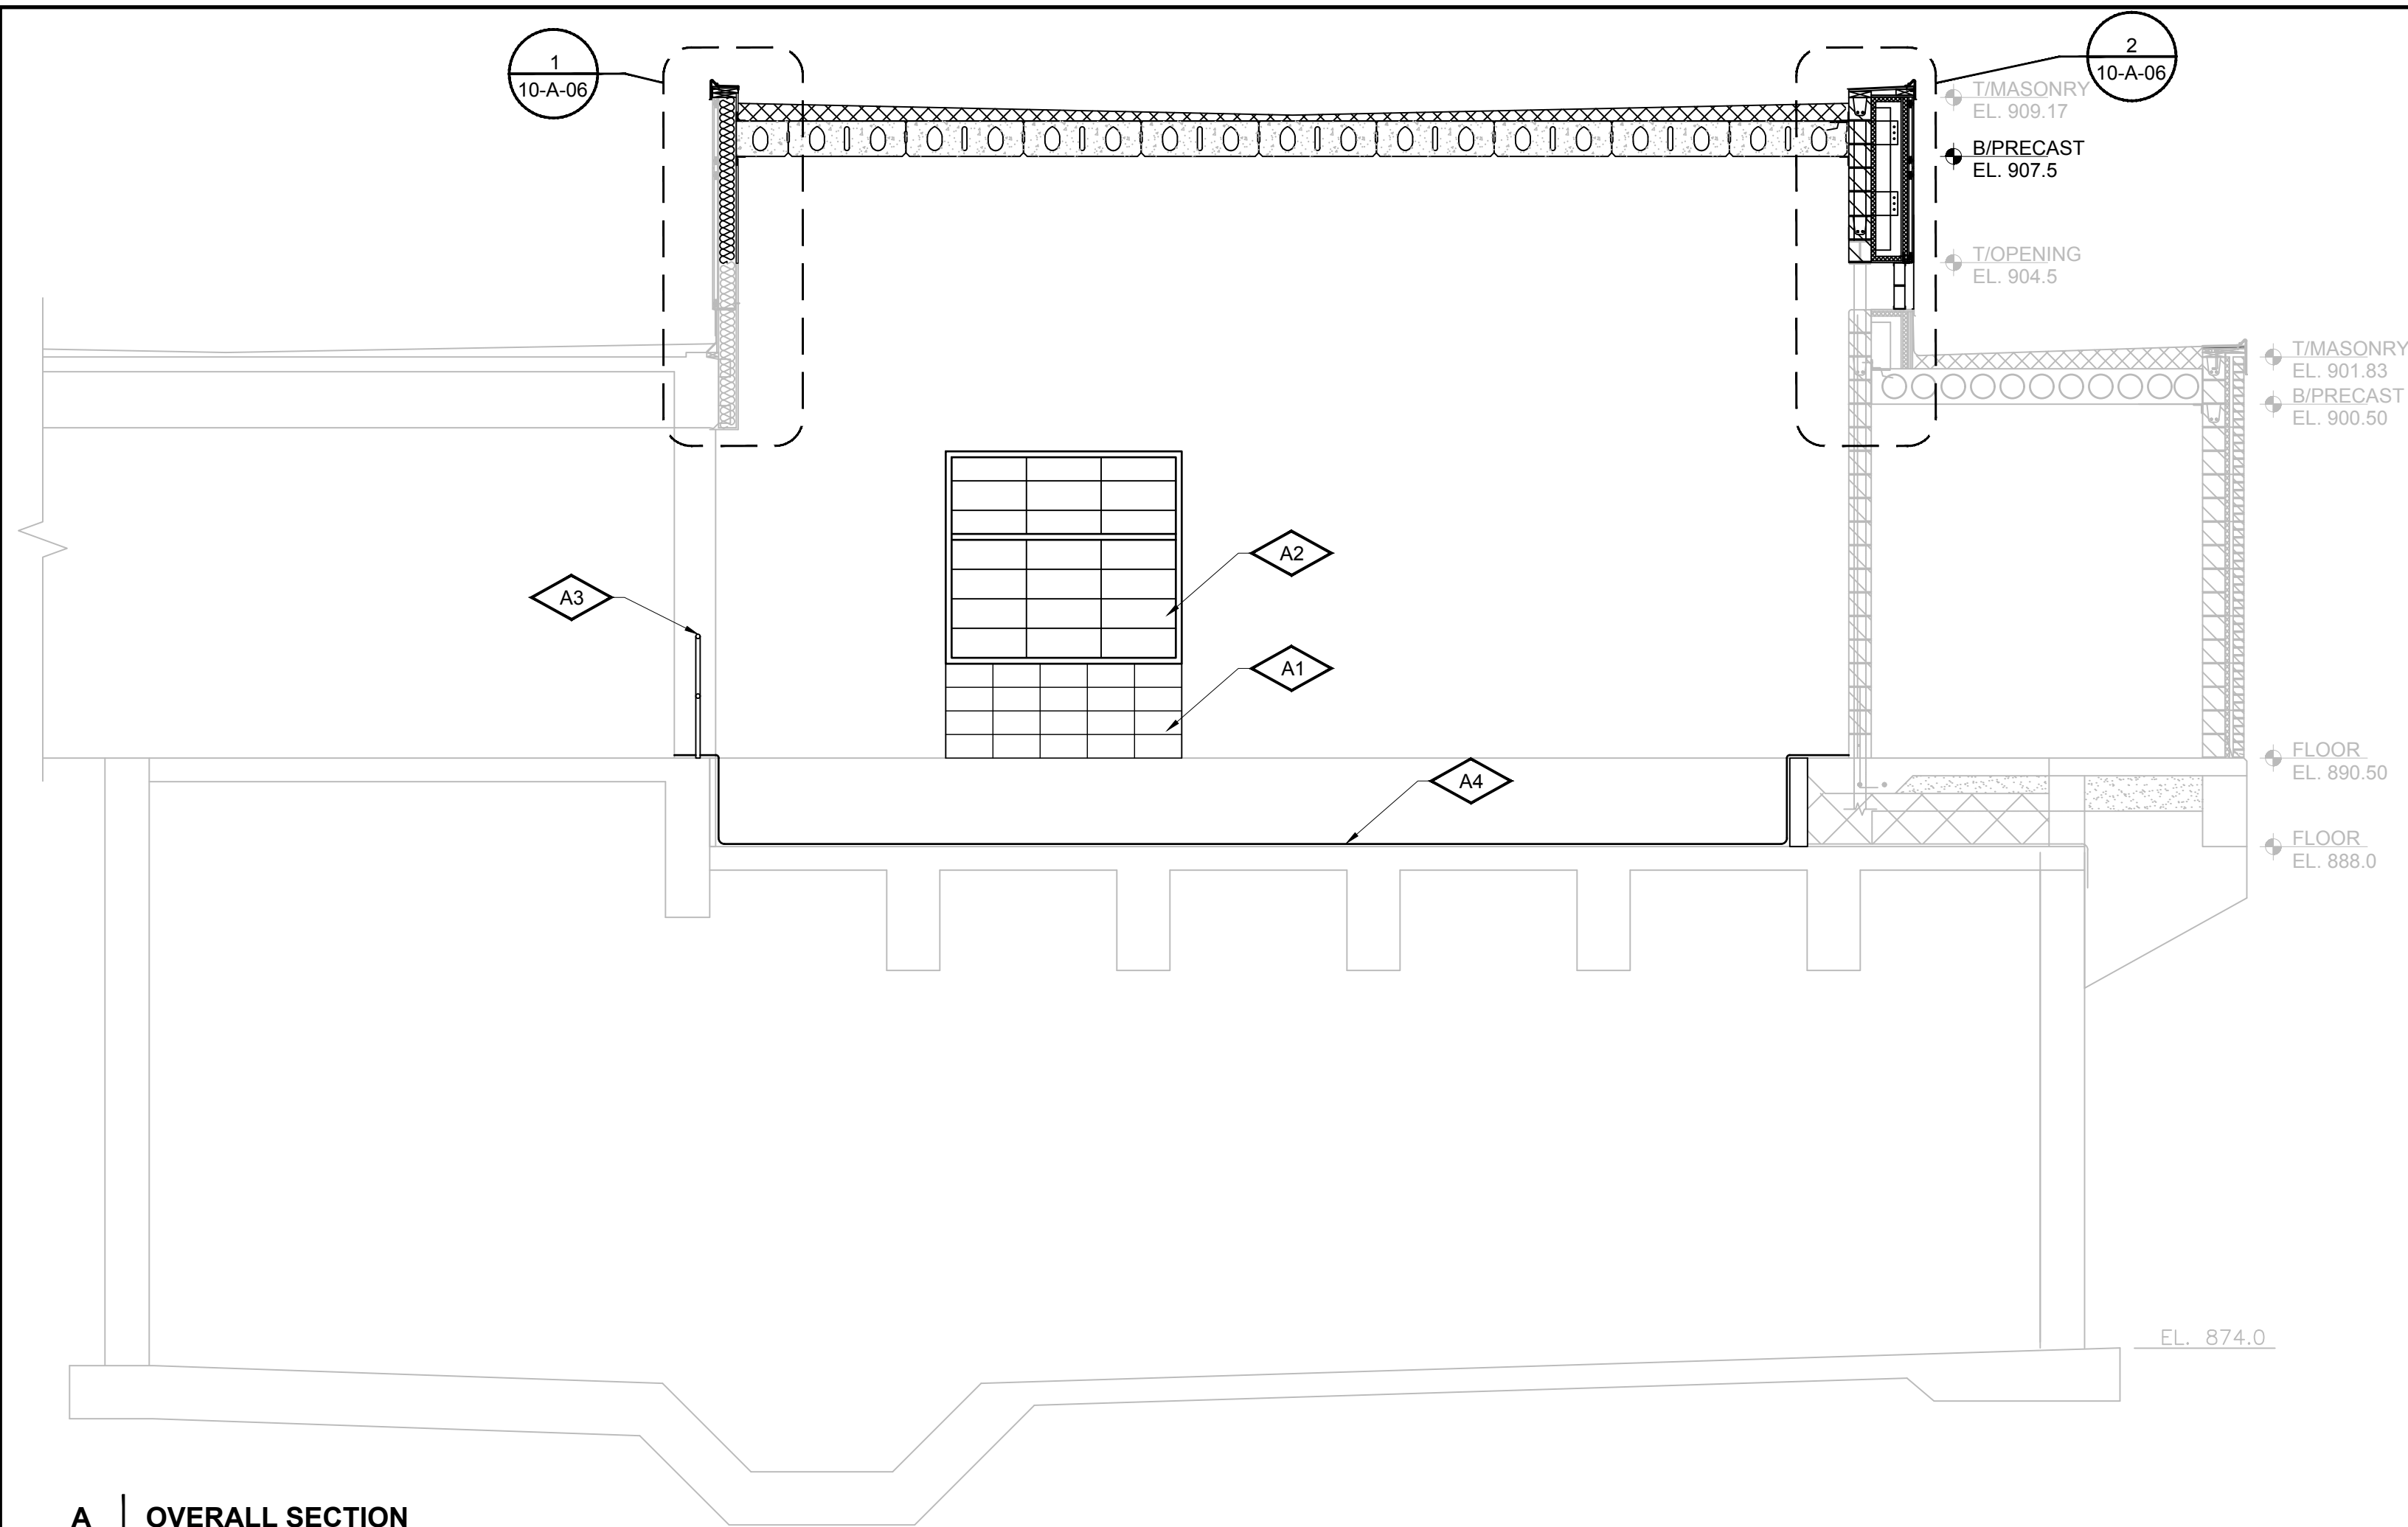 1
10-A-06
2
10-A-06
T/MASONRY
EL. 909.17
B/PRECAST
EL. 907.5
T/OPENING
EL. 904.5
T/MASONRY
EL. 901.83
B/PRECAST
EL. 900.50
A2
A3
A1
FLOOR
EL. 890.50
A4
FLOOR
EL. 888.0
EL. 874.0
A OVERALL SECTION